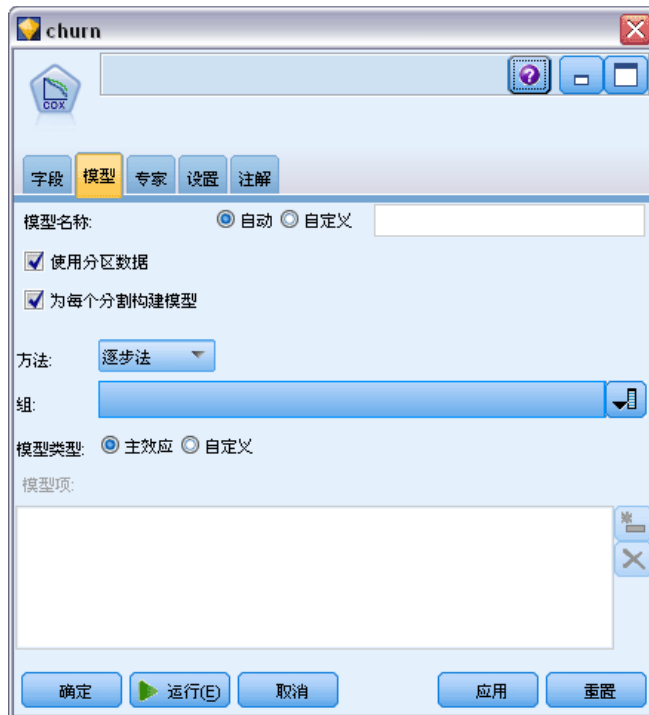 churn
COX
字段 模型 专家 设置 注解
模型名称: 自动 自定义
使用分区数据
为每个分割构建模型
方法: 逐步法
组:
模型类型: 主效应 自定义
模型项:
确定 运行(E) 取消 应用 重置